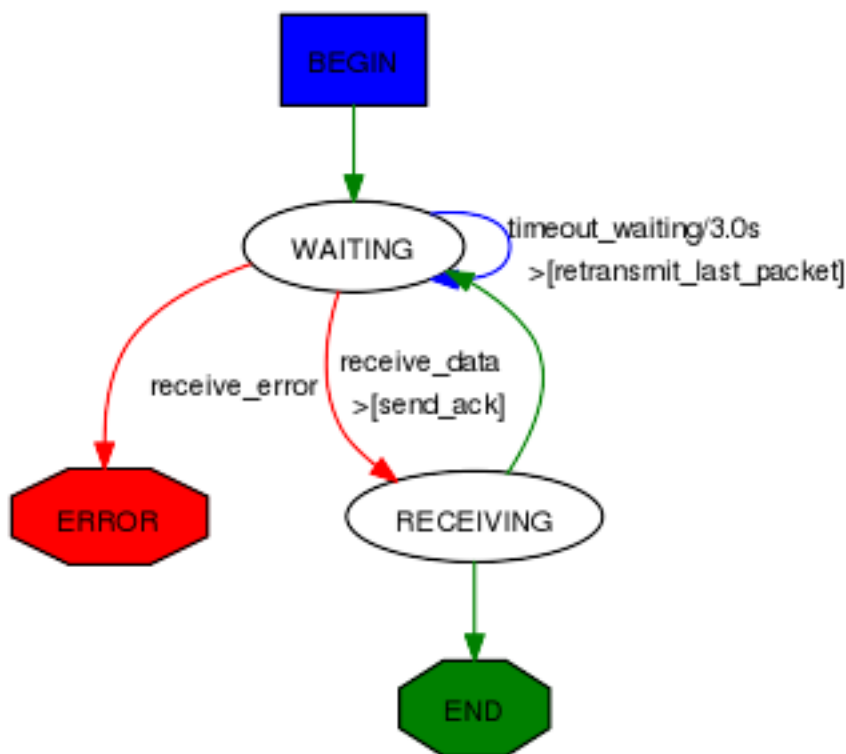 BEGIN
WAITING
timeout_waiting/3.0s
>[retransmit_last_packet]
receive_error
receive_data
>[send_ack]
ERROR
RECEIVING
END